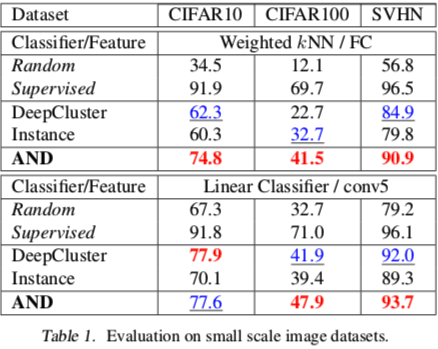 Dataset CIFAR10 CIFAR100 SVHN
Classifier/Feature Weighted kNN / FC
Random 34.5 12.1 56.8
Supervised 91.9 69.7 96.5
DeepCluster 62.3 22.7 84.9
Instance 60.3 32.7 79.8
AND 74.8 41.5 90.9
Classifier/Feature Linear Classifier / conv5
Random 67.3 32.7 79.2
Supervised 91.8 71.0 96.1
DeepCluster 77.9 41.9 92.0
Instance 70.1 39.4 89.3
AND 77.6 47.9 93.7
Table 1. Evaluation on small scale image datasets.